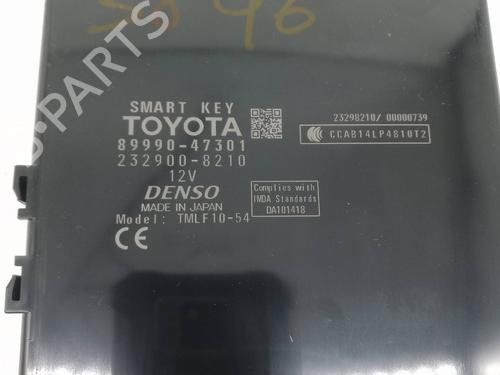 SMART KEY
TOYOTA
89990-47301
232900-8210
12V
DENSO
MADE IN JAPAN
Model: TMLF10-54
CE
23298210/ 00000739
CCAB14LP4810T2
Complies with
IMDA Standards
DA101418